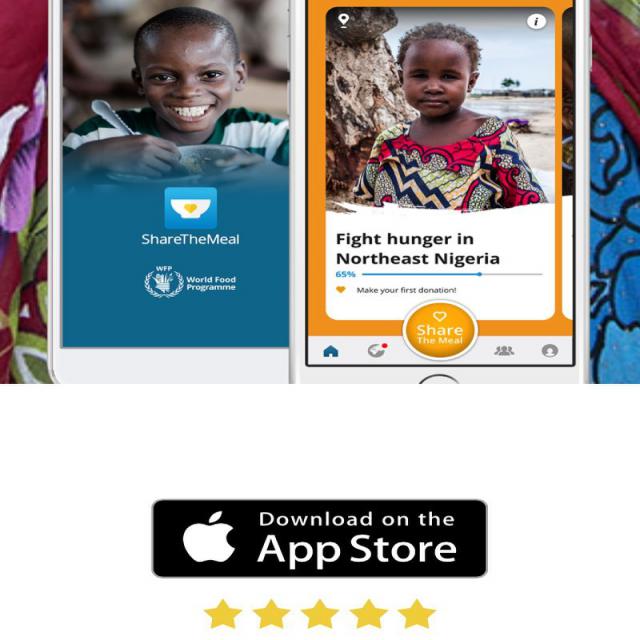 ShareTheMeal
WFP
World Food
Programme
i
Fight hunger in
Northeast Nigeria
65%
Make your first donation!
Share
The Meal
Download on the
App Store